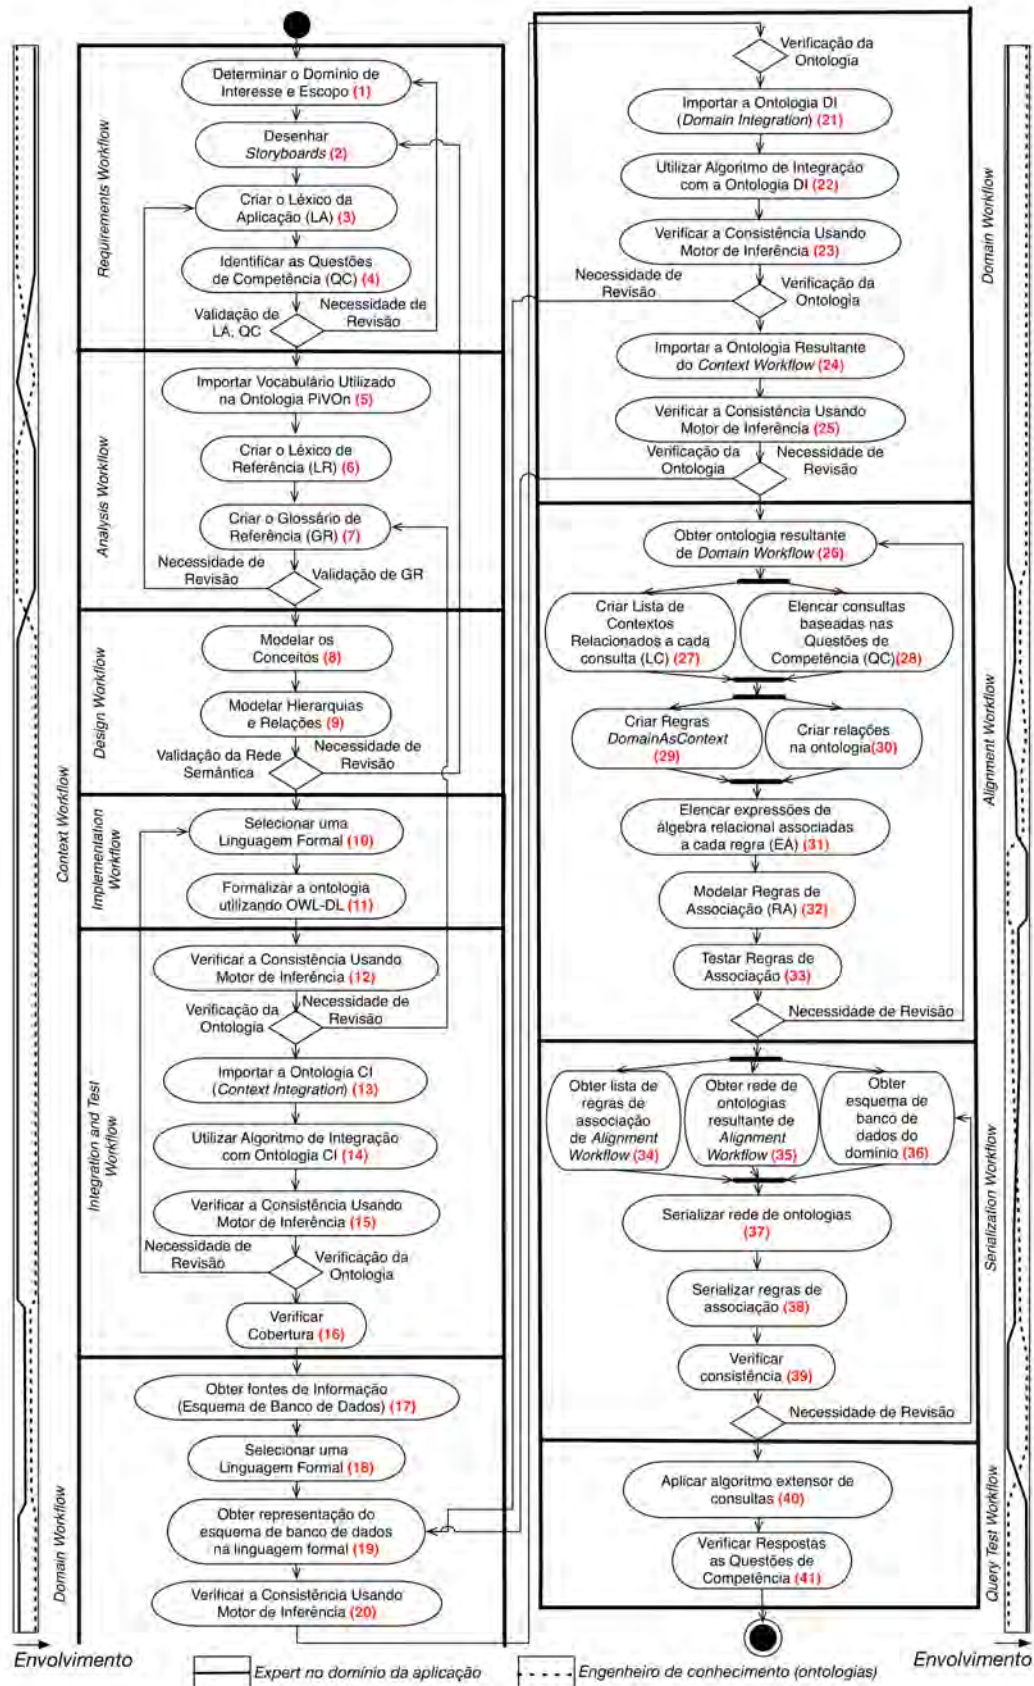 Requirements Workflow
Determinar o Domínio de
Interesse e Escopo (1)
Desenhar
Storyboards (2)
Criar o Léxico da
Aplicação (LA) (3)
Identificar as Questões
de Competência (QC) (4)
Validação de
LA, QC
Necessidade de
Revisão
Context Workflow
Analysis Workflow
Importar Vocabulário Utilizado
na Ontologia PiVOn (5)
Criar o Léxico de
Referência (LR) (6)
Criar o Glossário de
Referência (GR) (7)
Necessidade de
Revisão
Validação de GR
Design Workflow
Modelar os
Conceitos (8)
Modelar Hierarquias
e Relações (9)
Validação da Rede
Semântica
Necessidade de
Revisão
Implementation
Workflow
Selecionar uma
Linguagem Formal (10)
Formalizar a ontologia
utilizando OWL-DL (11)
Integration and Test
Workflow
Verificar a Consistência Usando
Motor de Inferência (12)
Verificação da
Ontologia
Necessidade de
Revisão
Importar a Ontologia CI
(Context Integration) (13)
Utilizar Algoritmo de Integração
com Ontologia CI (14)
Verificar a Consistência Usando
Motor de Inferência (15)
Necessidade de
Revisão
Verificação da
Ontologia
Verificar
Cobertura (16)
Domain Workflow
Obter fontes de Informação
(Esquema de Banco de Dados) (17)
Selecionar uma
Linguagem Formal (18)
Obter representação do
esquema de banco de dados
na linguagem formal (19)
Verificar a Consistência Usando
Motor de Inferência (20)
Domain Workflow
Verificação da
Ontologia
Importar a Ontologia DI
(Domain Integration) (21)
Utilizar Algoritmo de Integração
com a Ontologia DI (22)
Verificar a Consistência Usando
Motor de Inferência (23)
Necessidade de
Revisão
Verificação da
Ontologia
Importar a Ontologia Resultante
do Context Workflow (24)
Verificar a Consistência Usando
Motor de Inferência (25)
Verificação da
Ontologia
Necessidade de
Revisão
Alignment Workflow
Obter ontologia resultante
de Domain Workflow (26)
Criar Lista de
Contextos
Relacionados a cada
consulta (LC) (27)
Elencar consultas
baseadas nas
Questões de
Competência (QC)(28)
Criar Regras
DomainAsContext
(29)
Criar relações
na ontologia(30)
Elencar expressões de
álgebra relacional associadas
a cada regra (EA) (31)
Modelar Regras de
Associação (RA) (32)
Testar Regras de
Associação (33)
Necessidade de Revisão
Serialization Workflow
Obter lista de
regras de
associação
de Alignment
Workflow (34)
Obter rede de
ontologias
resultante de
Alignment
Workflow (35)
Obter
esquema de
banco de
dados do
domínio (36)
Serializar rede de ontologias
(37)
Serializar regras de
associação (38)
Verificar
consistência (39)
Necessidade de Revisão
Query Test Workflow
Aplicar algoritmo extensor de
consultas (40)
Verificar Respostas
as Questões de
Competência (41)
Envolvimento
Envolvimento
Expert no domínio da aplicação
Engenheiro de conhecimento (ontologias)